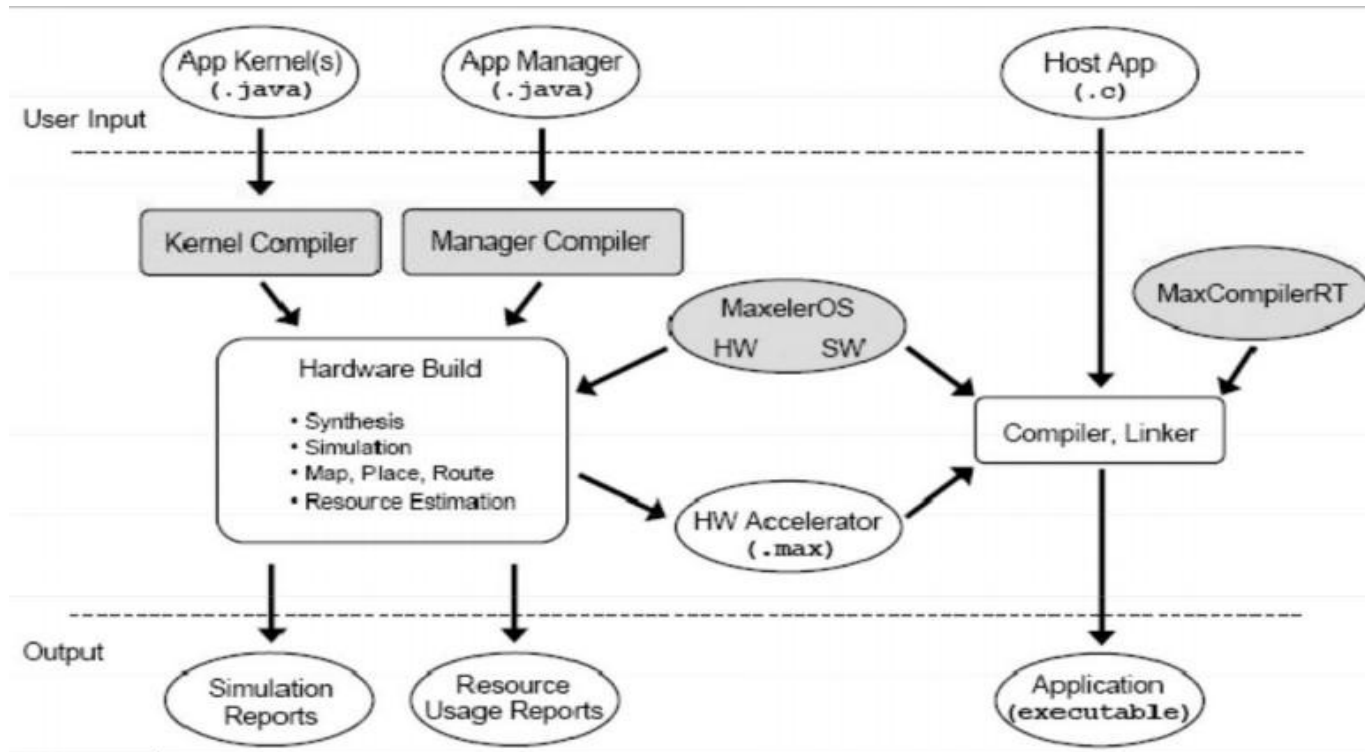 App Kernel(s)
(.java)
App Manager
(.java)
Host App
(.c)
User Input
Kernel Compiler
Manager Compiler
MaxelerOS
HW SW
MaxCompilerRT
Hardware Build
• Synthesis
• Simulation
• Map, Place, Route
• Resource Estimation
Compiler, Linker
HW Accelerator
(.max)
Output
Simulation
Reports
Resource
Usage Reports
Application
(executable)